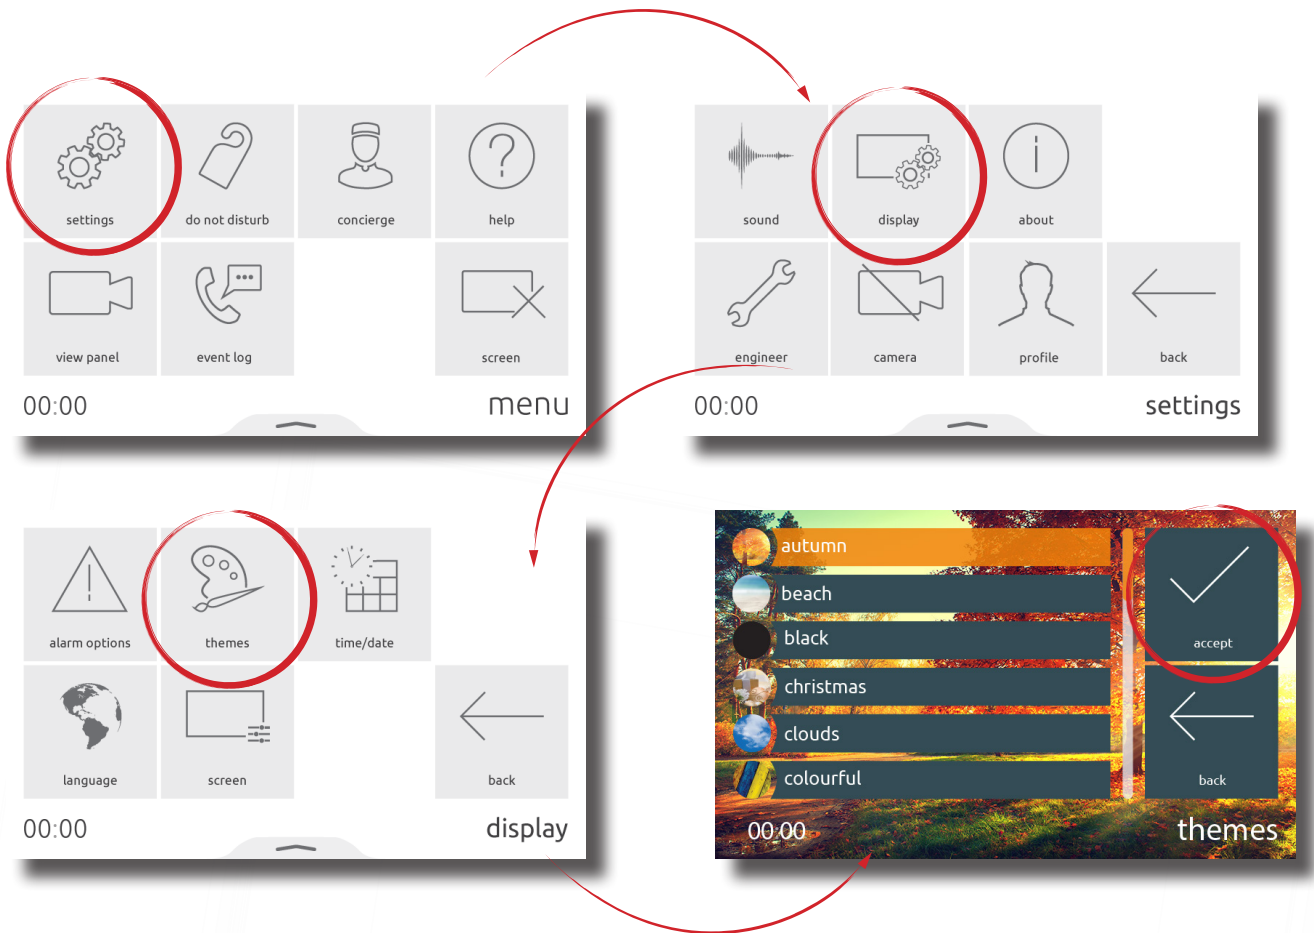 settings
do not disturb
concierge
help
view panel
event log
screen
00:00
menu
sound
display
about
engineer
camera
profile
back
00:00
settings
alarm options
themes
time/date
language
screen
back
00:00
display
autumn
beach
black
christmas
clouds
colourful
accept
back
00:00
themes